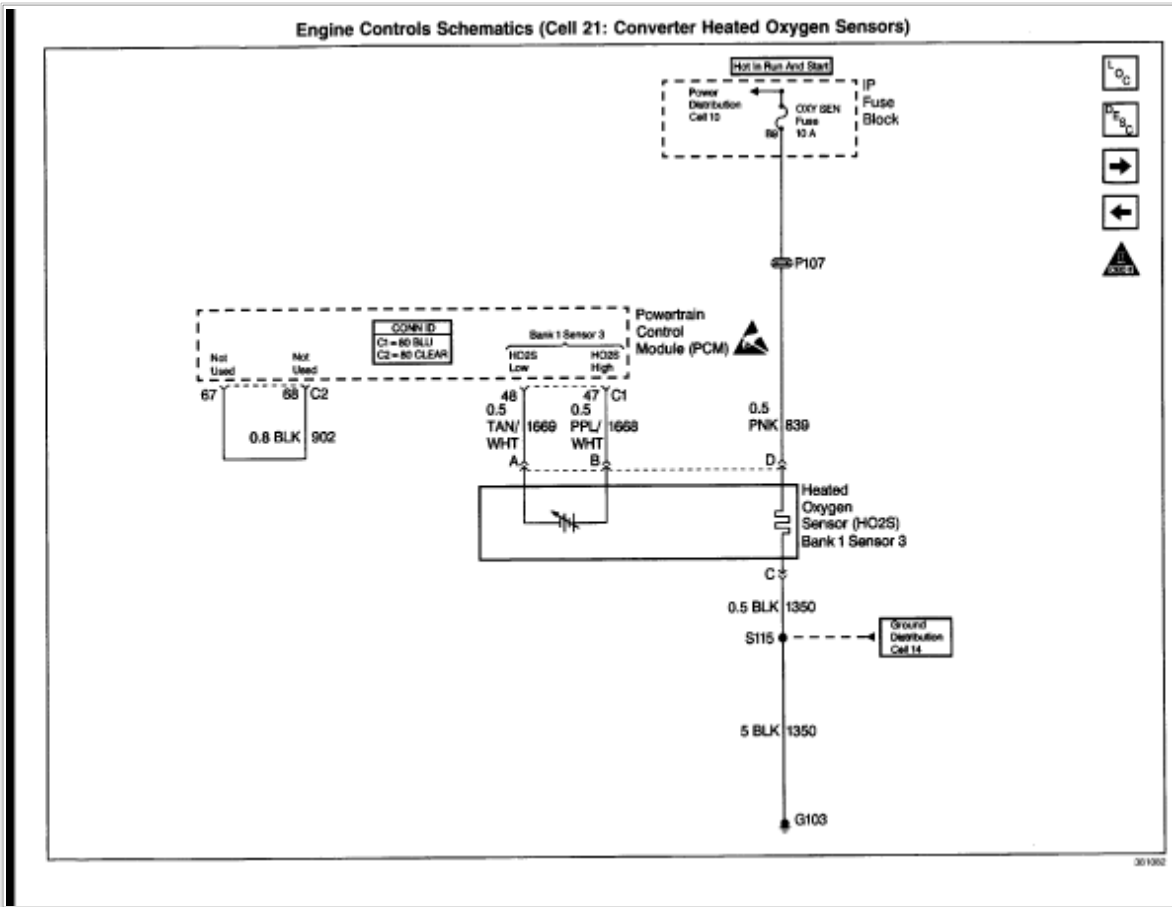 Engine Controls Schematics (Cell 21: Converter Heated Oxygen Sensors)
Hot In Run And Start
Power
Distribution
Cell 10
OXY SEN
Fuse
10 A
B9
IP
Fuse
Block
LOC
DESC
P107
Powertrain
Control
Module (PCM)
CONN ID
C1=80 BLU
C2=80 CLEAR
Bank 1 Sensor 3
HO2S
Low
HO2S
High
Not
Used
Not
Used
67
68
C2
48
47
C1
0.8 BLK
902
0.5
TAN/
WHT
1669
0.5
PPL/
WHT
1668
0.5
PNK
839
A
B
D
Heated
Oxygen
Sensor (HO2S)
Bank 1 Sensor 3
C
0.5 BLK
1350
S115
Ground
Distribution
Cell 14
5 BLK
1350
G103